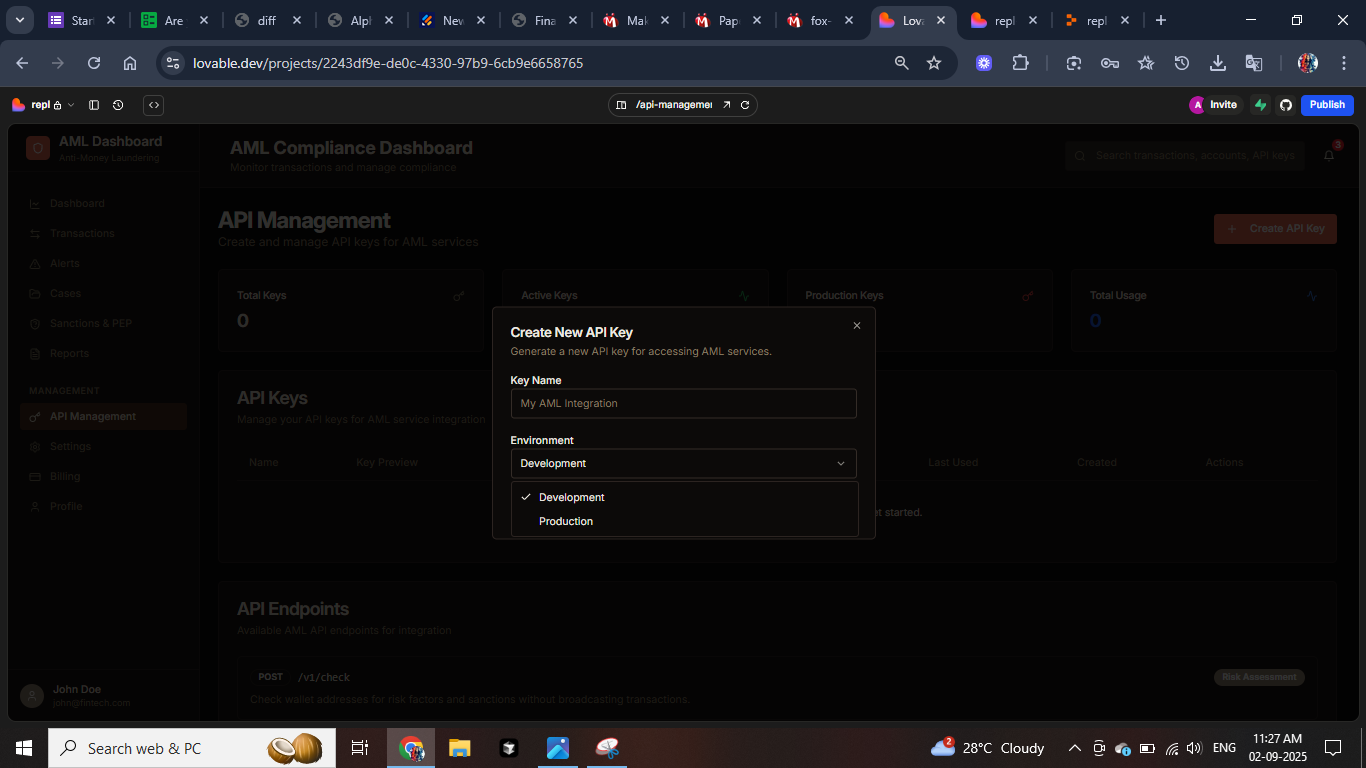 Start
Are
diff
Alph
New
Fina
Mak
Pap
fox-
Lova
repl
repl
lovable.dev/projects/2243df9e-de0c-4330-97b9-6cb9e6658765
repl
/api-managemen
A
Invite
Publish
O
AML Dashboard
Anti-Money Laundering
AML Compliance Dashboard
Monitor transactions and manage compliance
Search transactions, accounts, API keys
3
Dashboard
Transactions
Alerts
Cases
Sanctions & PEP
Reports
MANAGEMENT
API Management
Settings
Billing
Profile
John Doe
john@fintech.com
API Management
Create and manage API keys for AML services
+ Create API Key
Total Keys
0
Active Keys
Production Keys
Total Usage
0
API Keys
Manage your API keys for AML service integration
Name
Key Preview
Last Used
Created
Actions
et started.
Create New API Key
Generate a new API key for accessing AML services.
Key Name
My AML Integration
Environment
Development
Development
Production
API Endpoints
Available AML API endpoints for integration
POST /v1/check
Risk Assessment
Check wallet addresses for risk factors and sanctions without broadcasting transactions.
Search web & PC
2
28°C Cloudy
ENG
11:27 AM
02-09-2025